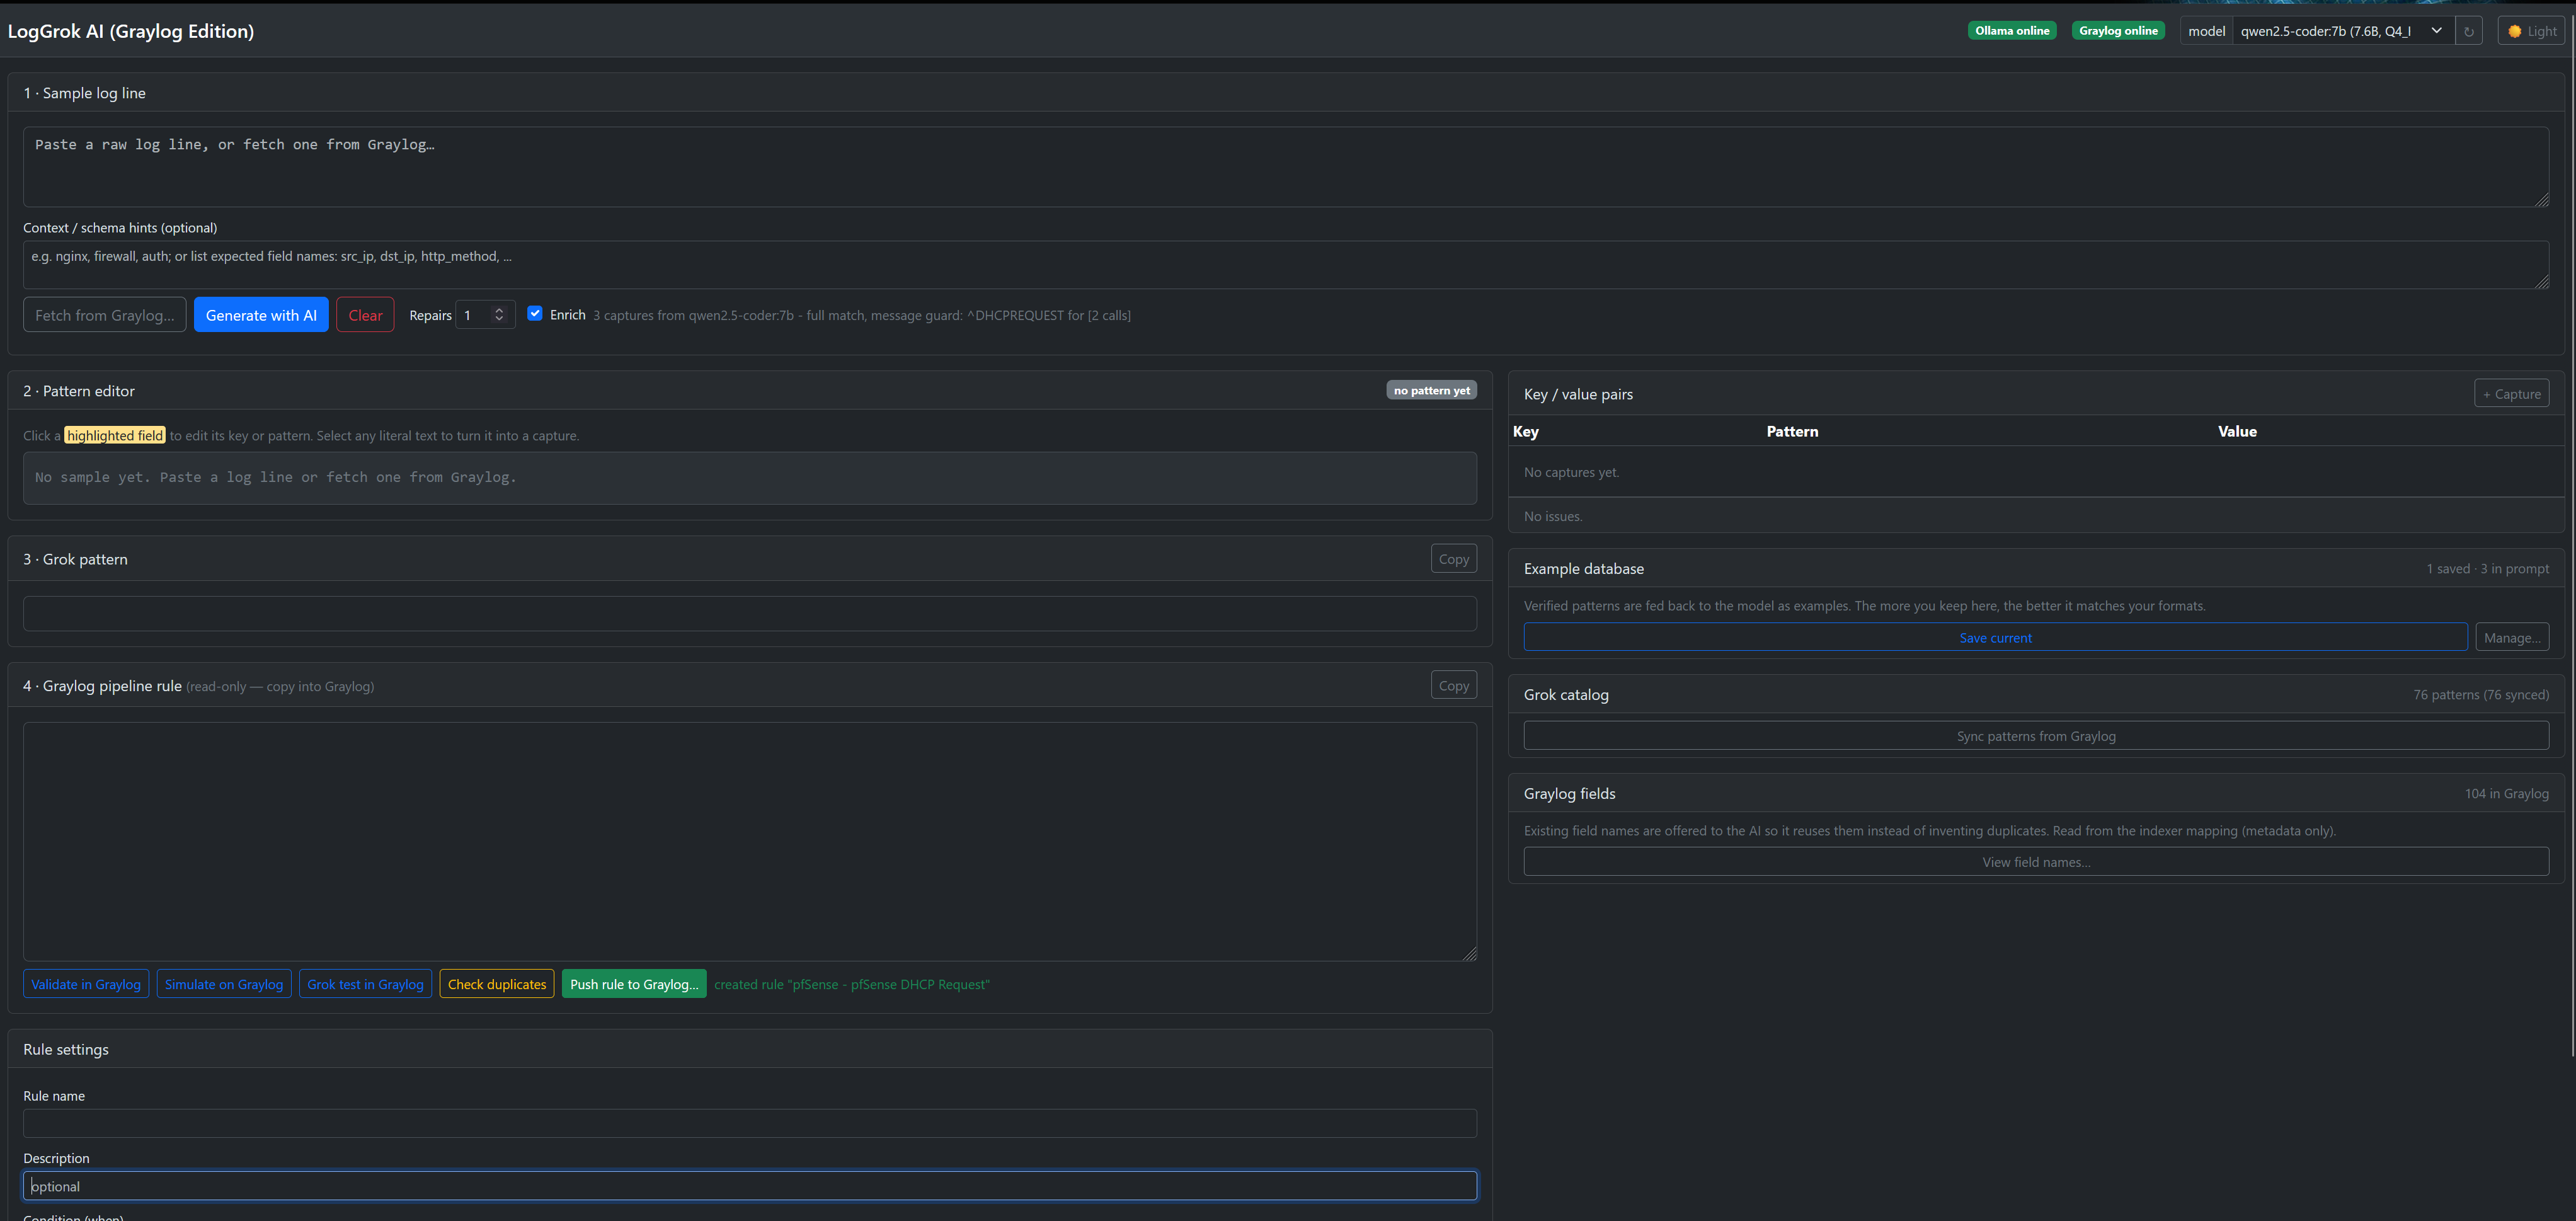 LogGrok AI (Graylog Edition)
Ollama online
Graylog online
model
qwen2.5-coder:7b (7.6B, Q4_I
↻
Light
1 · Sample log line
Paste a raw log line, or fetch one from Graylog…
Context / schema hints (optional)
e.g. nginx, firewall, auth; or list expected field names: src_ip, dst_ip, http_method, ...
Fetch from Graylog...
Generate with AI
Clear
Repairs
1
Enrich
3 captures from qwen2.5-coder:7b - full match, message guard: ^DHCPREQUEST for [2 calls]
2 · Pattern editor
no pattern yet
Click a highlighted field to edit its key or pattern. Select any literal text to turn it into a capture.
No sample yet. Paste a log line or fetch one from Graylog.
3 · Grok pattern
Copy
4 · Graylog pipeline rule (read-only — copy into Graylog)
Copy
Validate in Graylog
Simulate on Graylog
Grok test in Graylog
Check duplicates
Push rule to Graylog...
created rule "pfSense - pfSense DHCP Request"
Rule settings
Rule name
Description
optional
Condition (when)
Key / value pairs
+ Capture
Key
Pattern
Value
No captures yet.
No issues.
Example database
1 saved · 3 in prompt
Verified patterns are fed back to the model as examples. The more you keep here, the better it matches your formats.
Save current
Manage...
Grok catalog
76 patterns (76 synced)
Sync patterns from Graylog
Graylog fields
104 in Graylog
Existing field names are offered to the AI so it reuses them instead of inventing duplicates. Read from the indexer mapping (metadata only).
View field names...